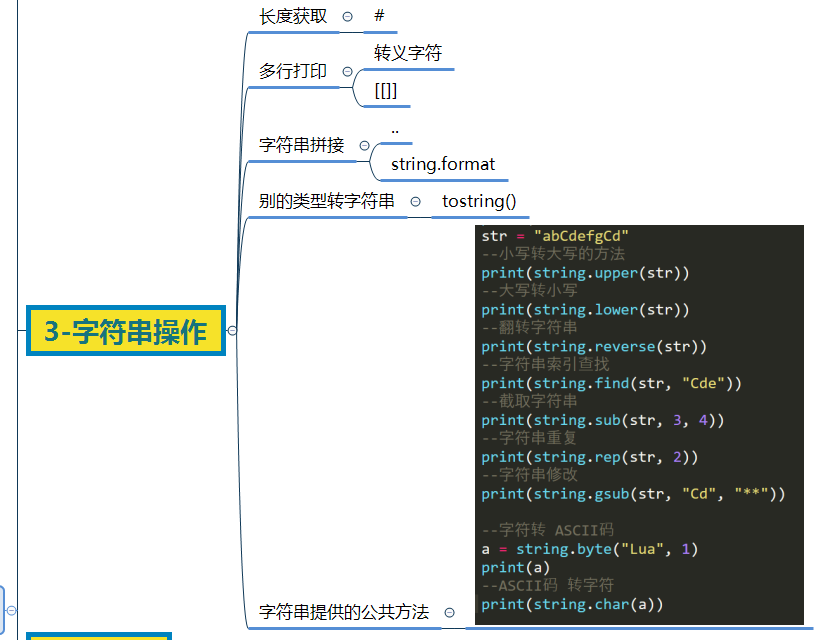 长度获取
#
多行打印
转义字符
[[]]
字符串拼接
..
string.format
别的类型转字符串
tostring()
3-字符串操作
字符串提供的公共方法
str = "abCdefgCd"
--小写转大写的方法
print(string.upper(str))
--大写转小写
print(string.lower(str))
--翻转字符串
print(string.reverse(str))
--字符串索引查找
print(string.find(str, "Cde"))
--截取字符串
print(string.sub(str, 3, 4))
--字符串重复
print(string.rep(str, 2))
--字符串修改
print(string.gsub(str, "Cd", "**"))
--字符转 ASCII码
a = string.byte("Lua", 1)
print(a)
--ASCII码 转字符
print(string.char(a))